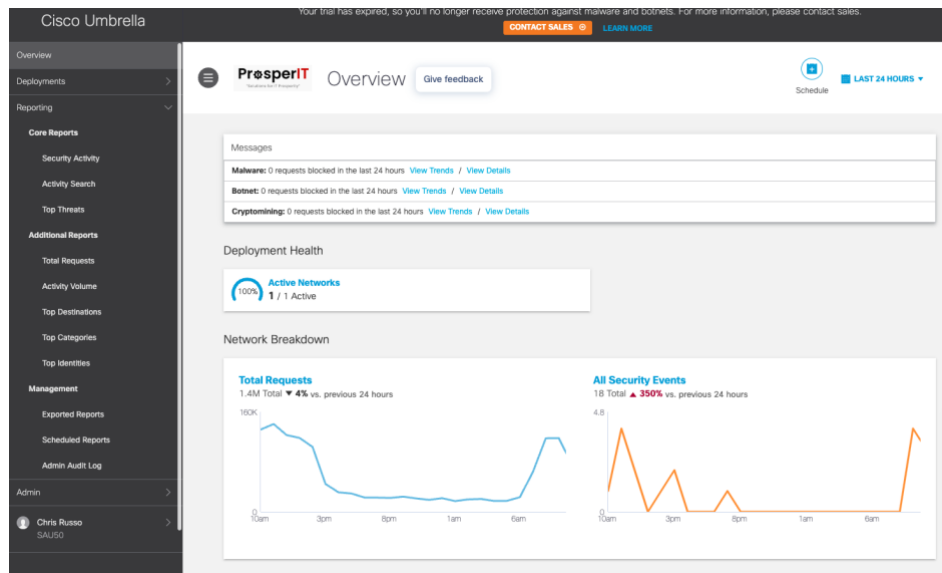 Your trial has expired, so you'll no longer receive protection against malware and botnets. For more information, please contact sales.
CONTACT SALES
LEARN MORE
Cisco Umbrella
Overview
Deployments
Reporting
Core Reports
Security Activity
Activity Search
Top Threats
Additional Reports
Total Requests
Activity Volume
Top Destinations
Top Categories
Top Identities
Management
Exported Reports
Scheduled Reports
Admin Audit Log
Admin
Chris Russo
SAU50
ProsperIT
Overview
Give feedback
Schedule
LAST 24 HOURS
Messages
Malware: 0 requests blocked in the last 24 hours View Trends / View Details
Botnet: 0 requests blocked in the last 24 hours View Trends / View Details
Cryptomining: 0 requests blocked in the last 24 hours View Trends / View Details
Deployment Health
100%
Active Networks
1 / 1 Active
Network Breakdown
Total Requests
1.4M Total ▼ 4% vs. previous 24 hours
160K
0
10am 3pm 8pm 1am 6am
All Security Events
18 Total ▲ 350% vs. previous 24 hours
4.8
0
10am 3pm 8pm 1am 6am